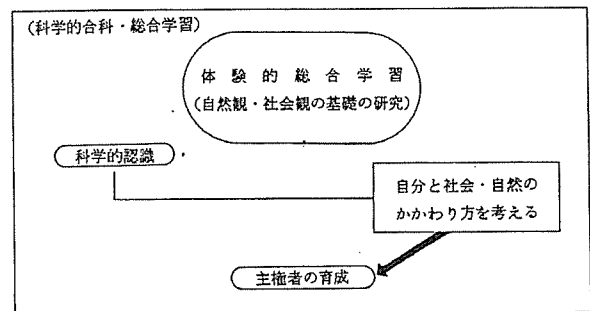 (科学的合科・総合学習)
体験的総合学習
(自然観・社会観の基礎の研究)
科学的認識
自分と社会・自然の
かかわり方を考える
主権者の育成